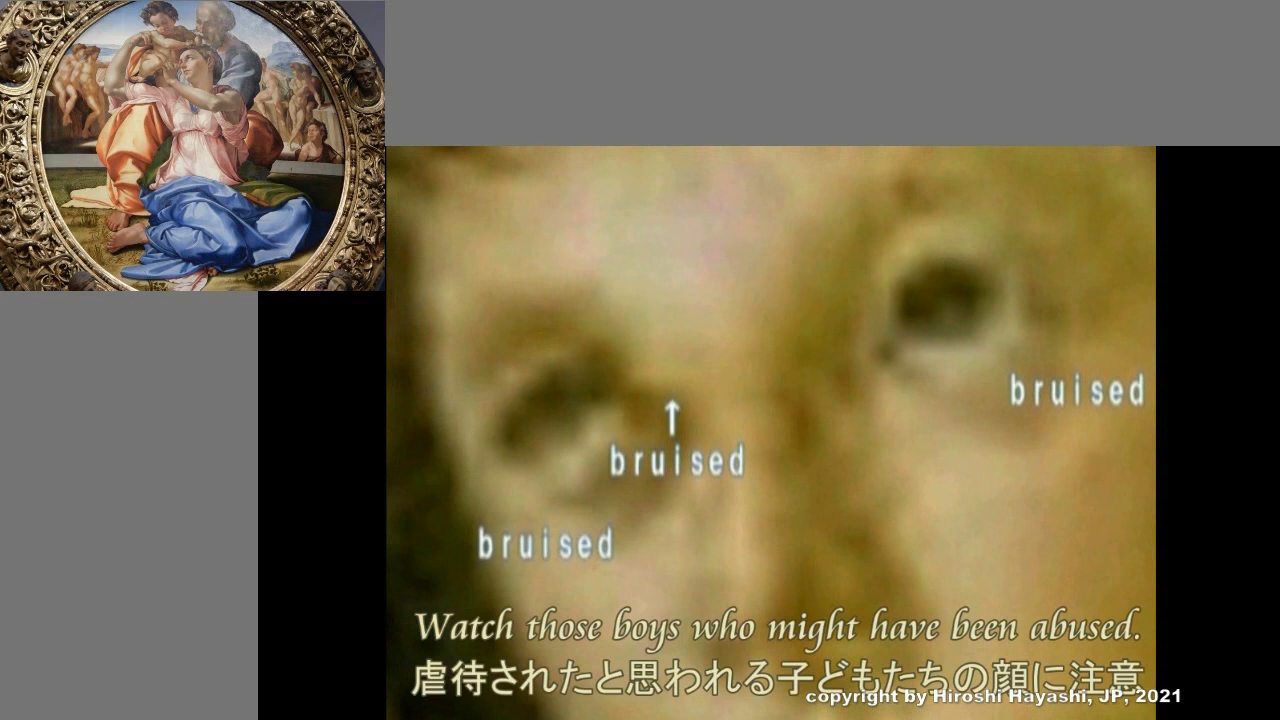 bruised
bruised
bruised
Watch those boys who might have been abused.
虐待されたと思われる子どもたちの顔に注意
copyright by Hiroshi Hayashi, JP, 2021